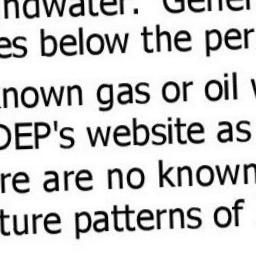 ndwater. Gener
es below the per
nown gas or oil
DEP's website as
re are no known
ture patterns of